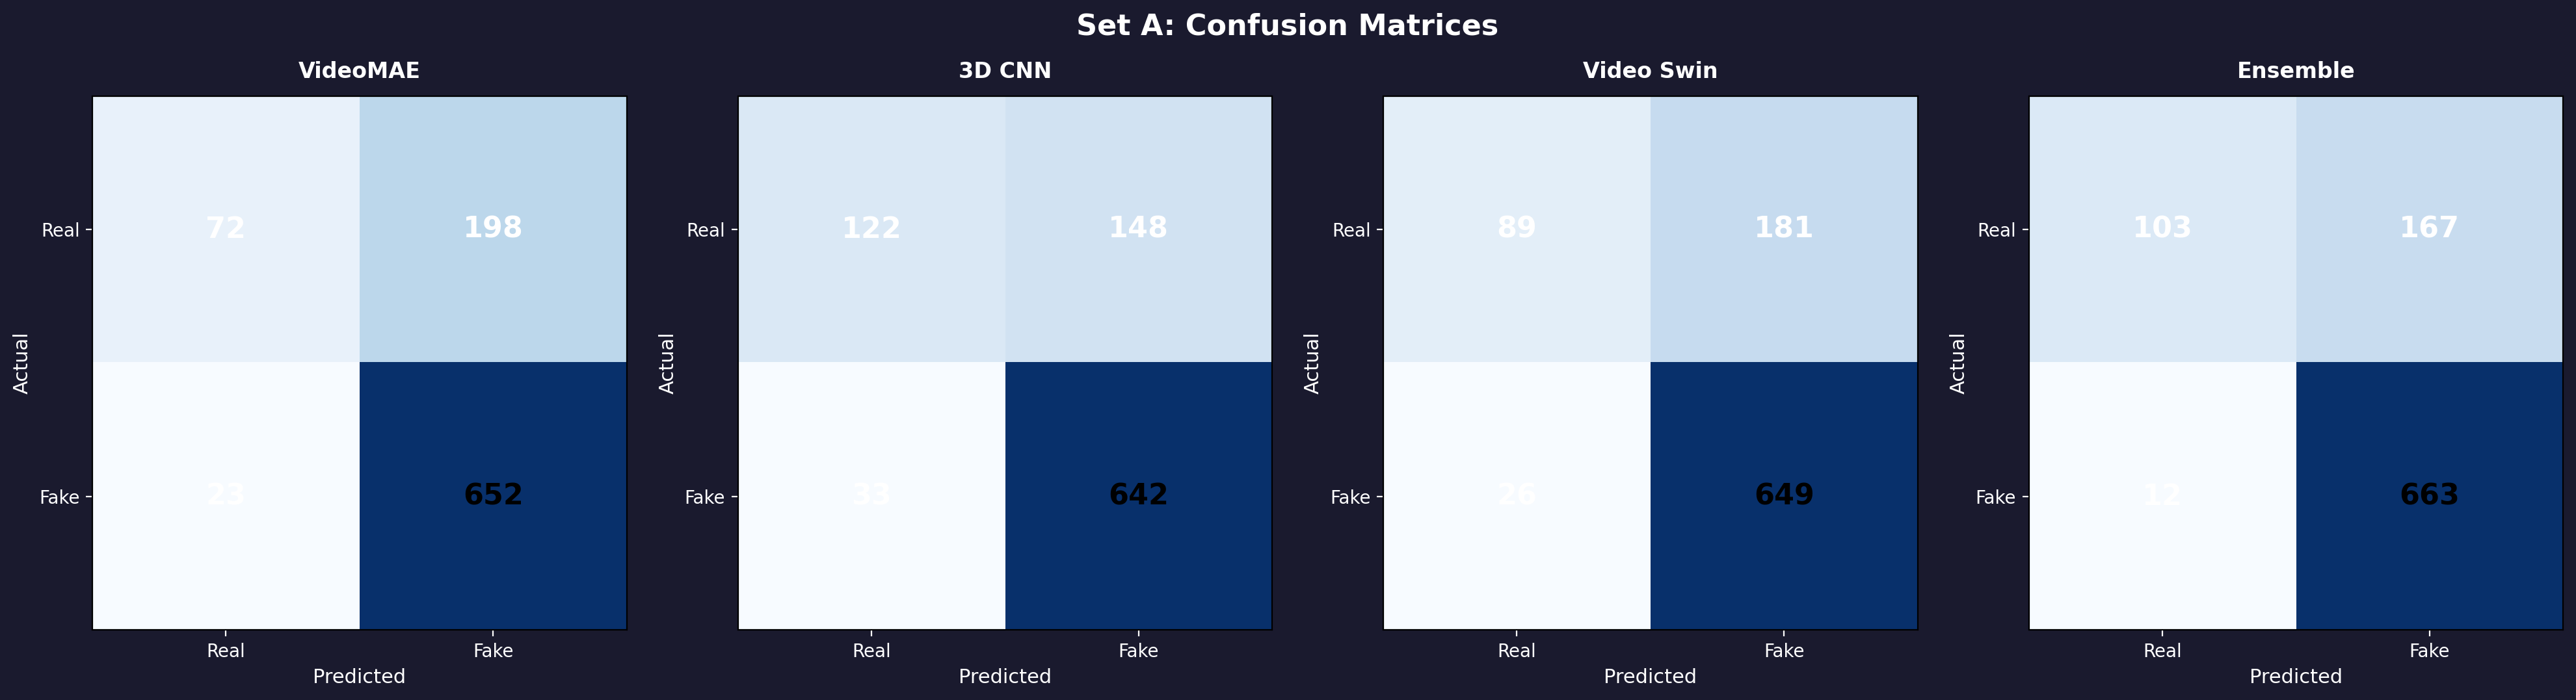 Set A: Confusion Matrices
VideoMAE
Actual
Real
72
198
Fake
23
652
Real
Fake
Predicted
3D CNN
Actual
Real
122
148
Fake
33
642
Real
Fake
Predicted
Video Swin
Actual
Real
89
181
Fake
26
649
Real
Fake
Predicted
Ensemble
Actual
Real
103
167
Fake
12
663
Real
Fake
Predicted